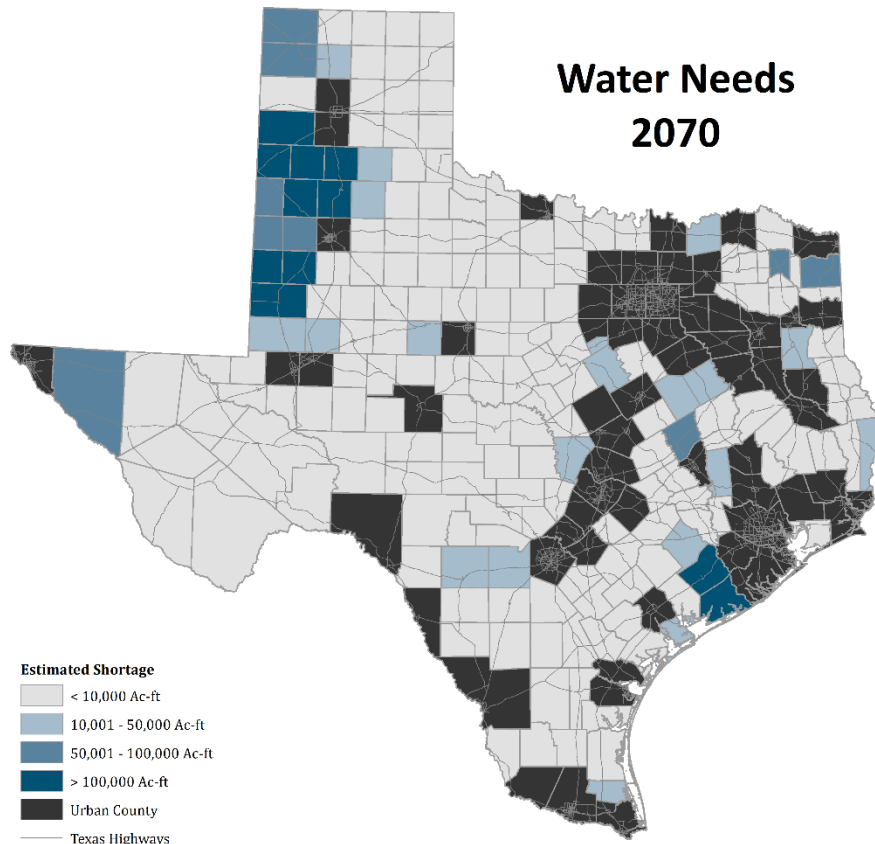 Water Needs
2070
Estimated Shortage
< 10,000 Ac-ft
10,001 - 50,000 Ac-ft
50,001 - 100,000 Ac-ft
> 100,000 Ac-ft
Urban County
Texas Highways